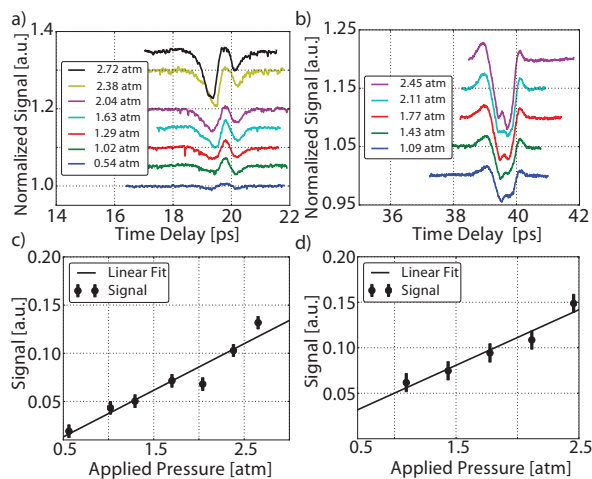 a)
1.4
1.2
1.0
Normalized Signal [a.u.]
2.72 atm
2.38 atm
2.04 atm
1.63 atm
1.29 atm
1.02 atm
0.54 atm
14 16 18 20 22
Time Delay [ps]
b)
1.25
1.15
1.05
0.95
Normalized Signal [a.u.]
2.45 atm
2.11 atm
1.77 atm
1.43 atm
1.09 atm
36 38 40 42
Time Delay [ps]
c)
0.20
0.15
0.10
0.05
Signal [a.u.]
Linear Fit
Signal
0.5 1.5 2.5
Applied Pressure [atm]
d)
0.20
0.15
0.10
0.05
Signal [a.u.]
Linear Fit
Signal
0.5 1.5 2.5
Applied Pressure [atm]